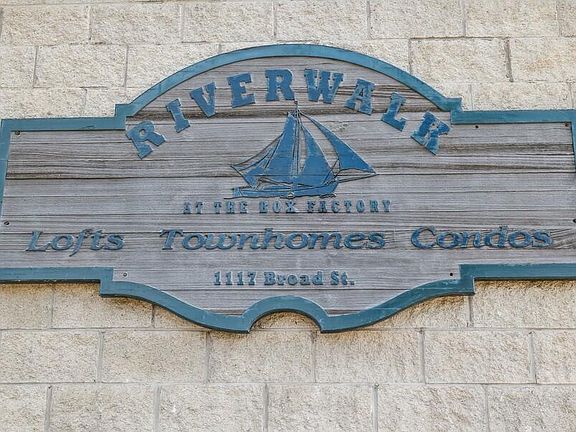 RIVERWALK
AT THE BOX FACTORY
Lofts Townhomes Condos
1117 Broad St.